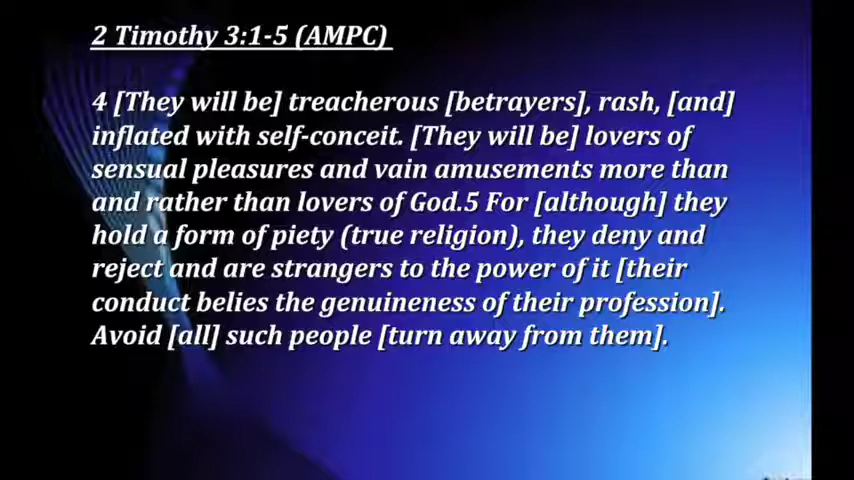 2 Timothy 3:1-5 (AMPC)
4 [They will be] treacherous [betrayers], rash, [and]
inflated with self-conceit. [They will be] lovers of
sensual pleasures and vain amusements more than
and rather than lovers of God.5 For [although] they
hold a form of piety (true religion), they deny and
reject and are strangers to the power of it [their
conduct belies the genuineness of their profession].
Avoid [all] such people [turn away from them].